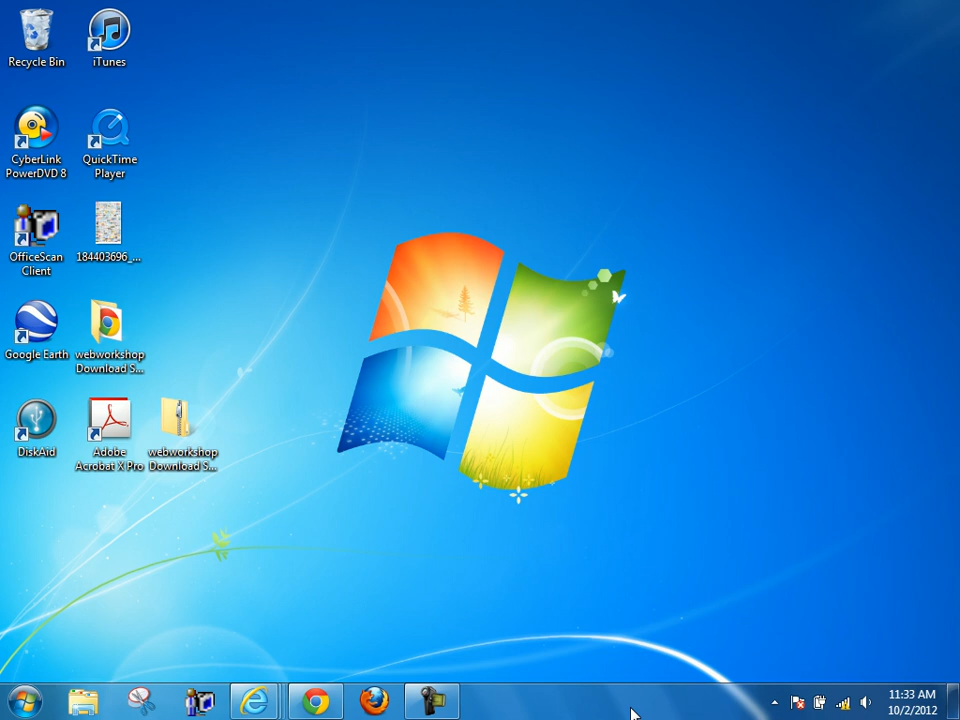 Recycle Bin
iTunes
CyberLink
PowerDVD 8
QuickTime
Player
OfficeScan
Client
184403696_...
Google Earth
webworkshop
Download S...
DiskAid
Adobe
Acrobat X Pro
webworkshop
Download S...
11:33 AM
10/2/2012